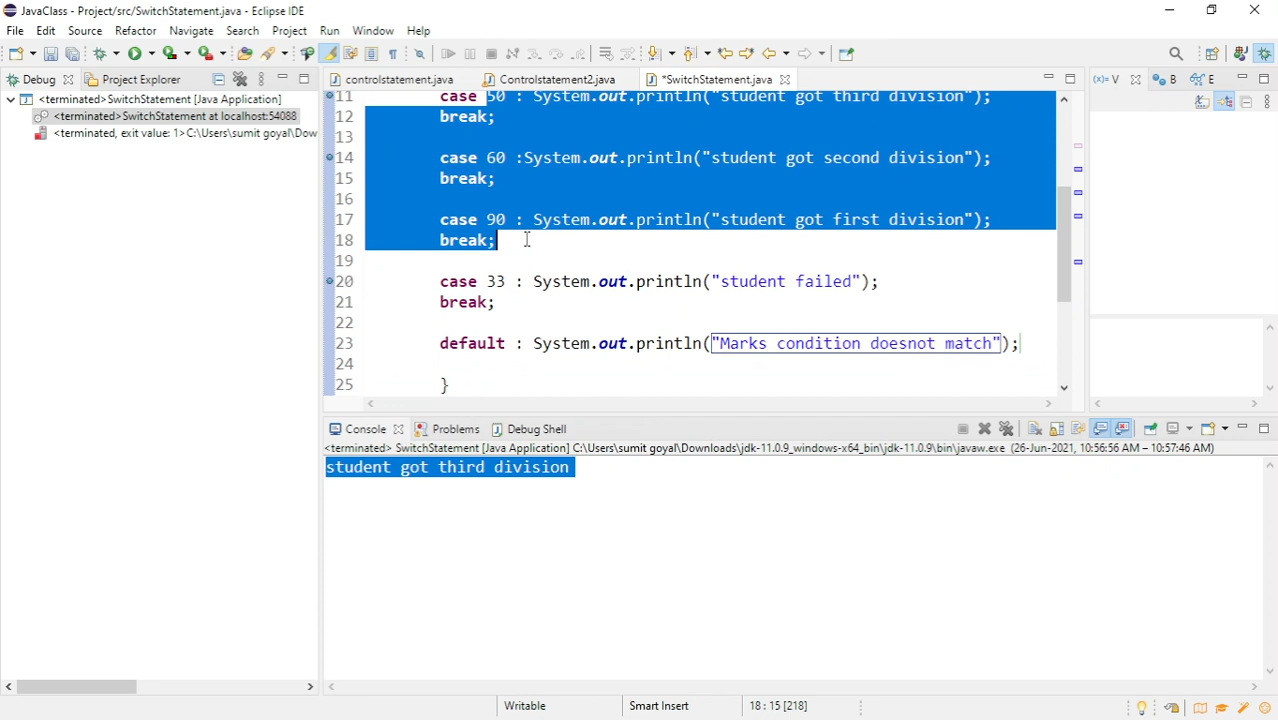 JavaClass - Project/src/SwitchStatement.java - Eclipse IDE
File Edit Source Refactor Navigate Search Project Run Window Help
Debug Project Explorer
controlstatement.java Controlstatement2.java *SwitchStatement.java
(x)= V B E
<terminated>SwitchStatement [Java Application]
<terminated>SwitchStatement at localhost:54088
<terminated, exit value: 1>C:\Users\sumit goyal\Dow
11 case 50 : System.out.println("student got third division");
12 break;
13
14 case 60 :System.out.println("student got second division");
15 break;
16
17 case 90 : System.out.println("student got first division");
18 break;
19
20 case 33 : System.out.println("student failed");
21 break;
22
23 default : System.out.println("Marks condition doesnot match");
24
25 }
Console Problems Debug Shell
<terminated> SwitchStatement [Java Application] C:\Users\sumit goyal\Downloads\jdk-11.0.9_windows-x64_bin\jdk-11.0.9\bin\javaw.exe (26-Jun-2021, 10:56:56 AM – 10:57:46 AM)
student got third division
Writable Smart Insert 18 : 15 [218]